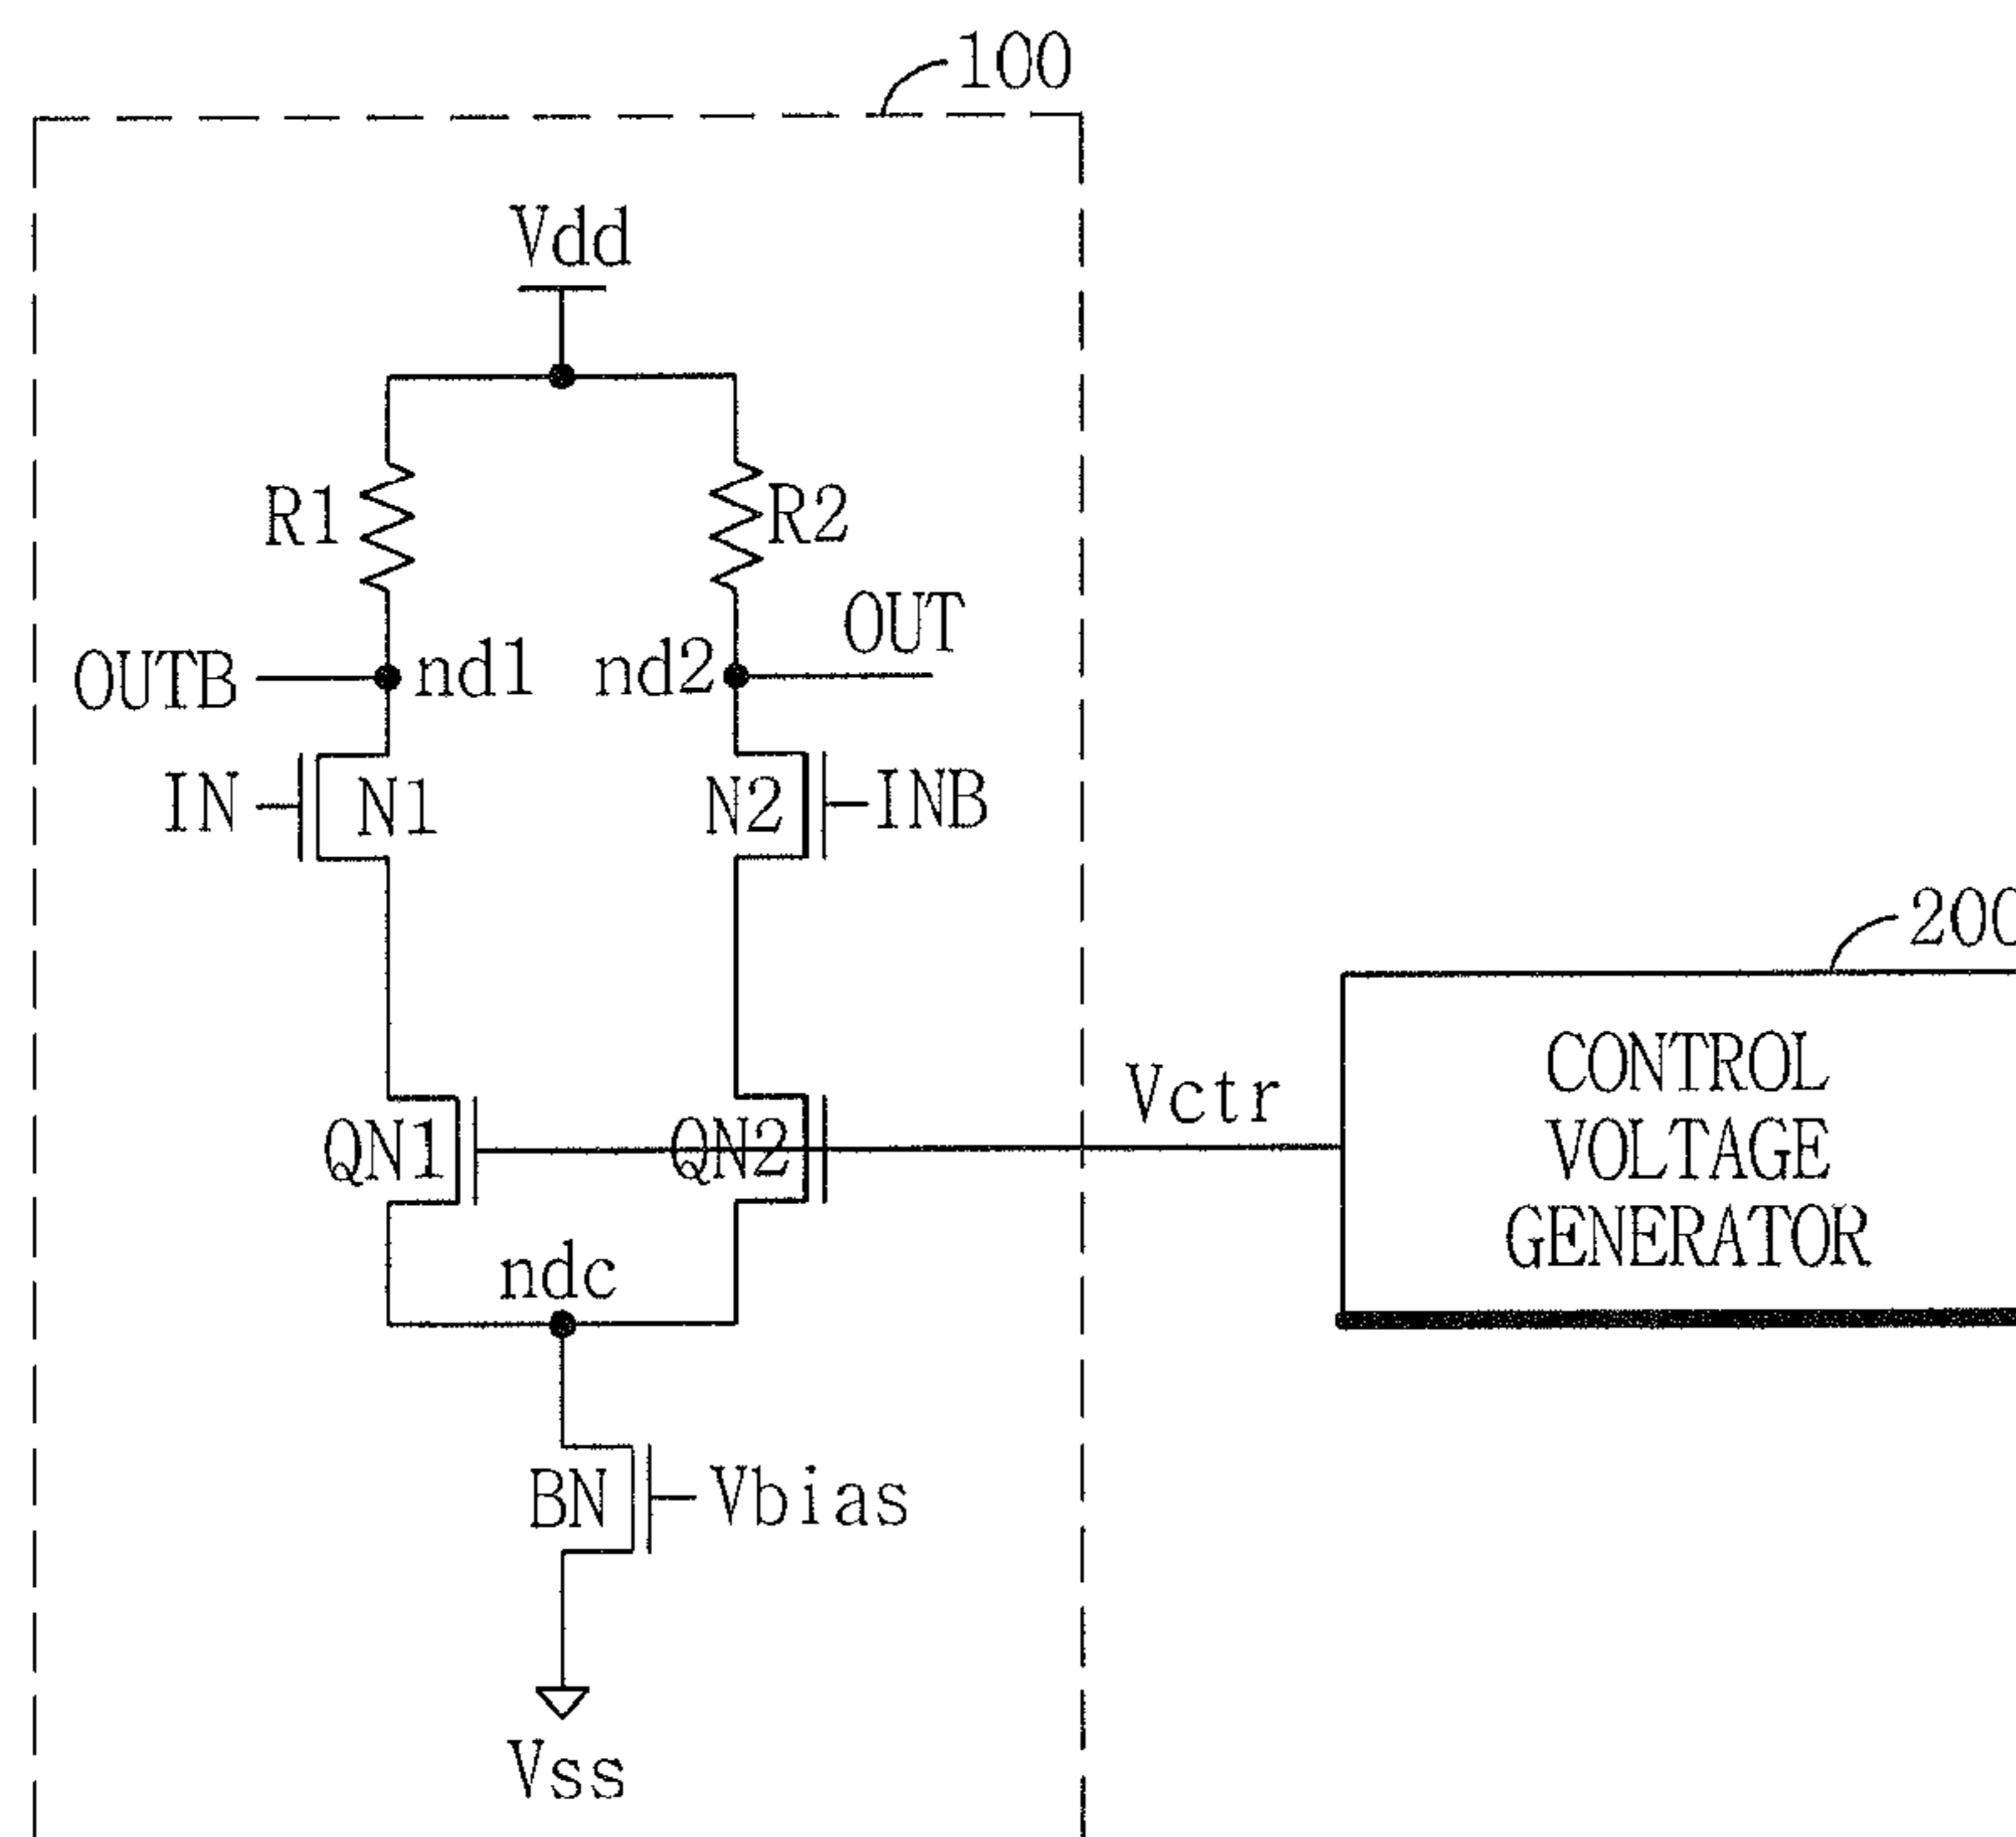 100
Vdd
R1
R2
OUT
OUTB
nd1
nd2
IN
N1
N2
INB
200
CONTROL
VOLTAGE
GENERATOR
Vctr
QN1
QN2
ndc
BN
Vbias
Vss